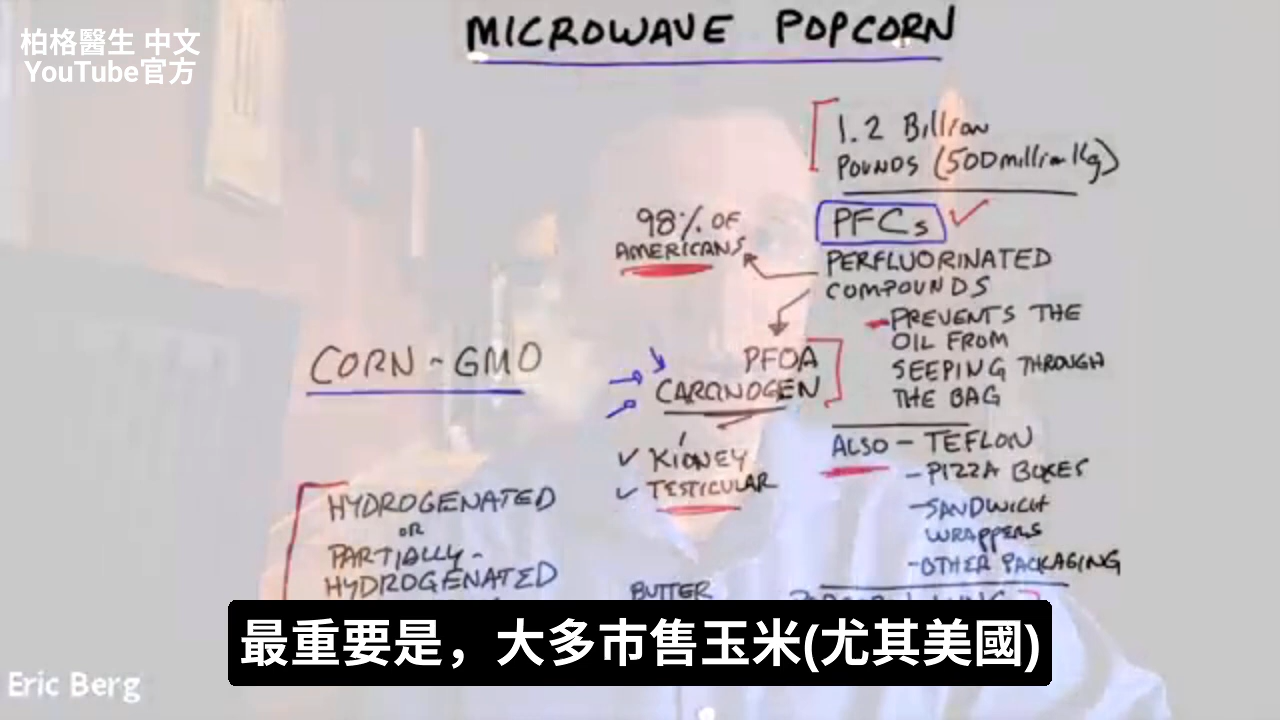 柏格醫生 中文
YouTube官方
MICROWAVE POPCORN
1.2 Billion
POUNDS (500 million Kg)
98% OF
AMERICANS
PFCs
PERFLUORINATED
COMPOUNDS
PREVENTS THE
OIL FROM
SEEPING THROUGH
THE BAG
CORN - GMO
PFOA
CARCINOGEN
KIDNEY
TESTICULAR
ALSO - TEFLON
- PIZZA BOXES
- SANDWICH
WRAPPERS
- OTHER PACKAGING
HYDROGENATED
OR
PARTIALLY -
HYDROGENATED
BUTTER
最重要是，大多市售玉米(尤其美國)
Eric Berg